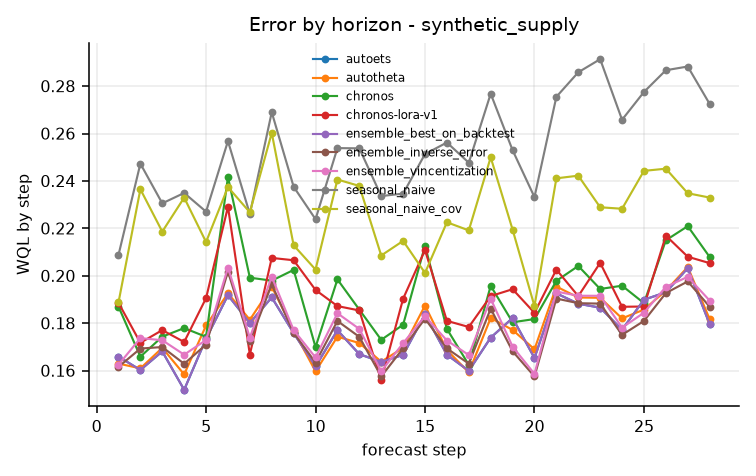 Error by horizon - synthetic_supply
autoets
autotheta
chronos
chronos-lora-v1
ensemble_best_on_backtest
ensemble_inverse_error
ensemble_vincentization
seasonal_naive
seasonal_naive_cov
WQL by step
0.28
0.26
0.24
0.22
0.20
0.18
0.16
0 5 10 15 20 25
forecast step